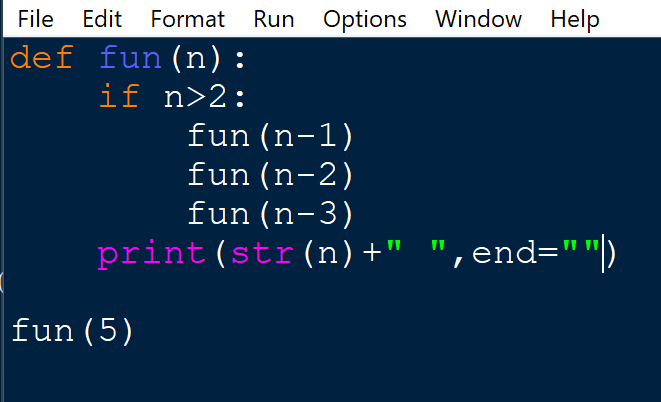 File Edit Format Run Options Window Help
def fun(n):
    if n>2:
        fun(n-1)
        fun(n-2)
        fun(n-3)
    print(str(n)+" ",end="")
fun(5)